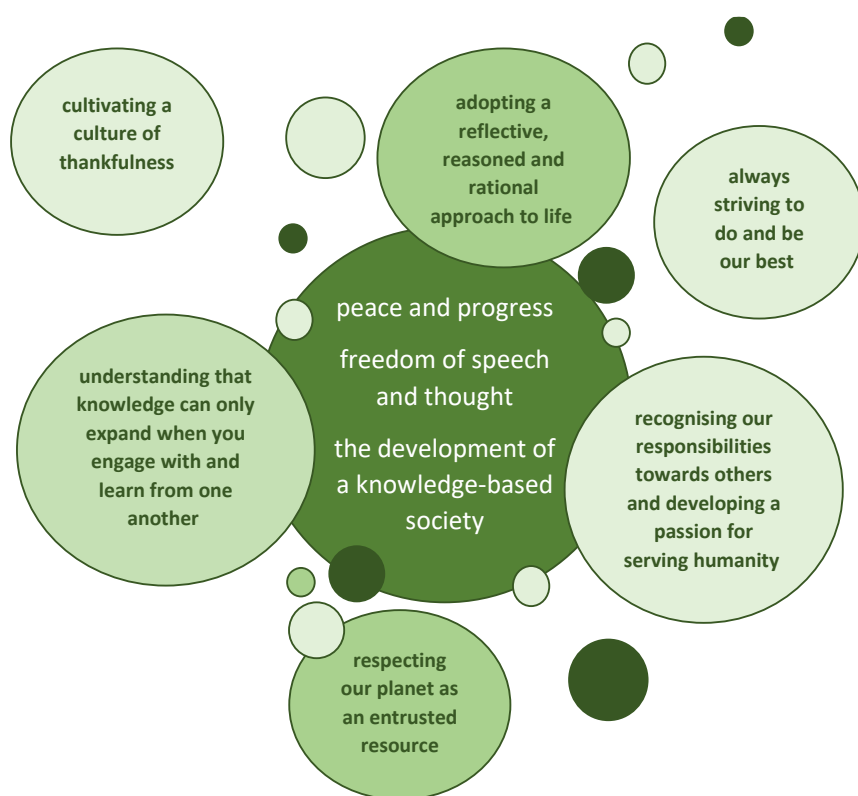 cultivating a
culture of
thankfulness
adopting a
reflective,
reasoned and
rational
approach to life
always
striving to
do and be
our best
peace and progress
freedom of speech
and thought
the development of
a knowledge-based
society
understanding that
knowledge can only
expand when you
engage with and
learn from one
another
recognising our
responsibilities
towards others
and developing a
passion for
serving humanity
respecting
our planet as
an entrusted
resource